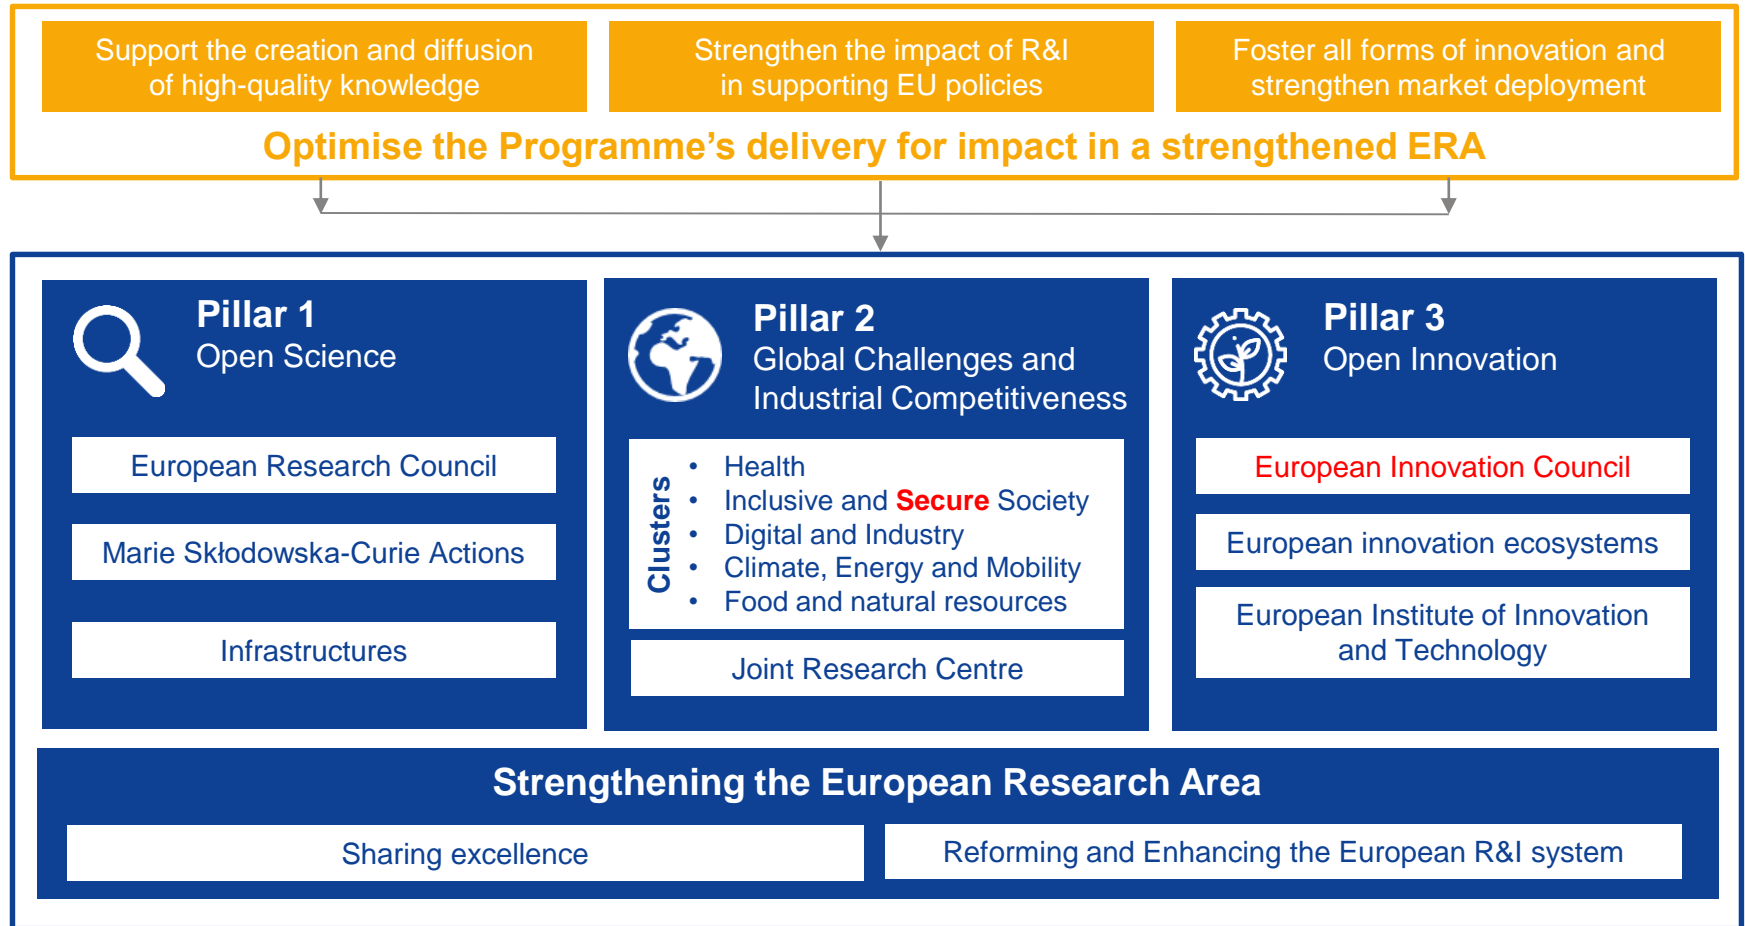 Support the creation and diffusion
of high-quality knowledge
Strengthen the impact of R&I
in supporting EU policies
Foster all forms of innovation and
strengthen market deployment
Optimise the Programme’s delivery for impact in a strengthened ERA
Pillar 1
Open Science
European Research Council
Marie Skłodowska-Curie Actions
Infrastructures
Pillar 2
Global Challenges and
Industrial Competitiveness
Clusters
• Health
• Inclusive and Secure Society
• Digital and Industry
• Climate, Energy and Mobility
• Food and natural resources
Joint Research Centre
Pillar 3
Open Innovation
European Innovation Council
European innovation ecosystems
European Institute of Innovation
and Technology
Strengthening the European Research Area
Sharing excellence
Reforming and Enhancing the European R&I system